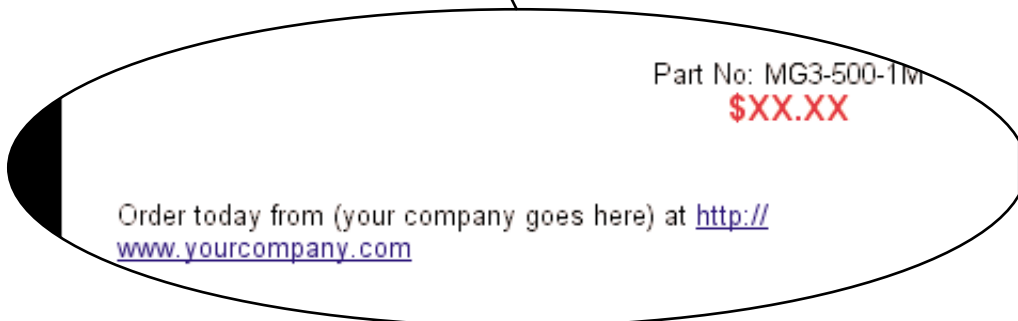 Part No: MG3-500-1M
$XX.XX
Order today from (your company goes here) at http://
www.yourcompany.com